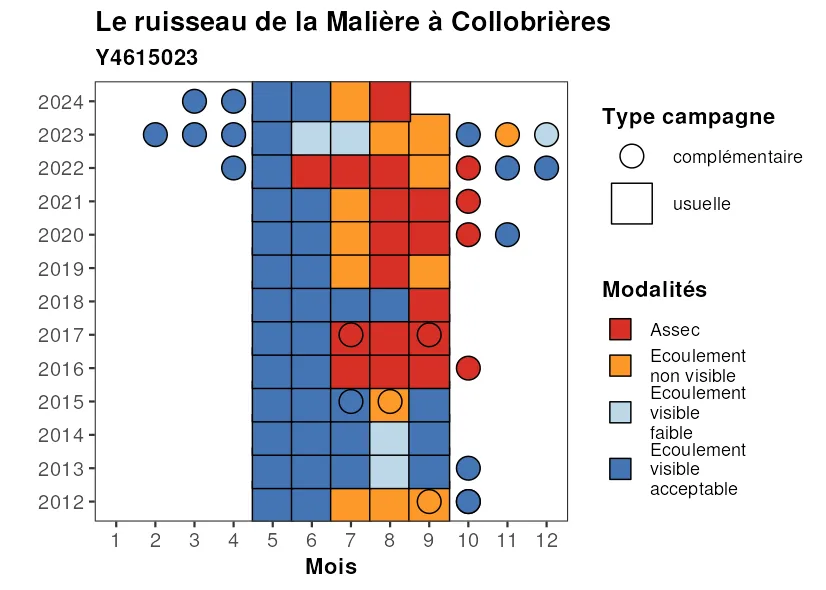 Le ruisseau de la Malière à Collobrières
Y4615023
2024
2023
2022
2021
2020
2019
2018
2017
2016
2015
2014
2013
2012
1 2 3 4 5 6 7 8 9 10 11 12
Mois
Type campagne
complémentaire
usuelle
Modalités
Assec
Ecoulement
non visible
Ecoulement
visible
faible
Ecoulement
visible
acceptable